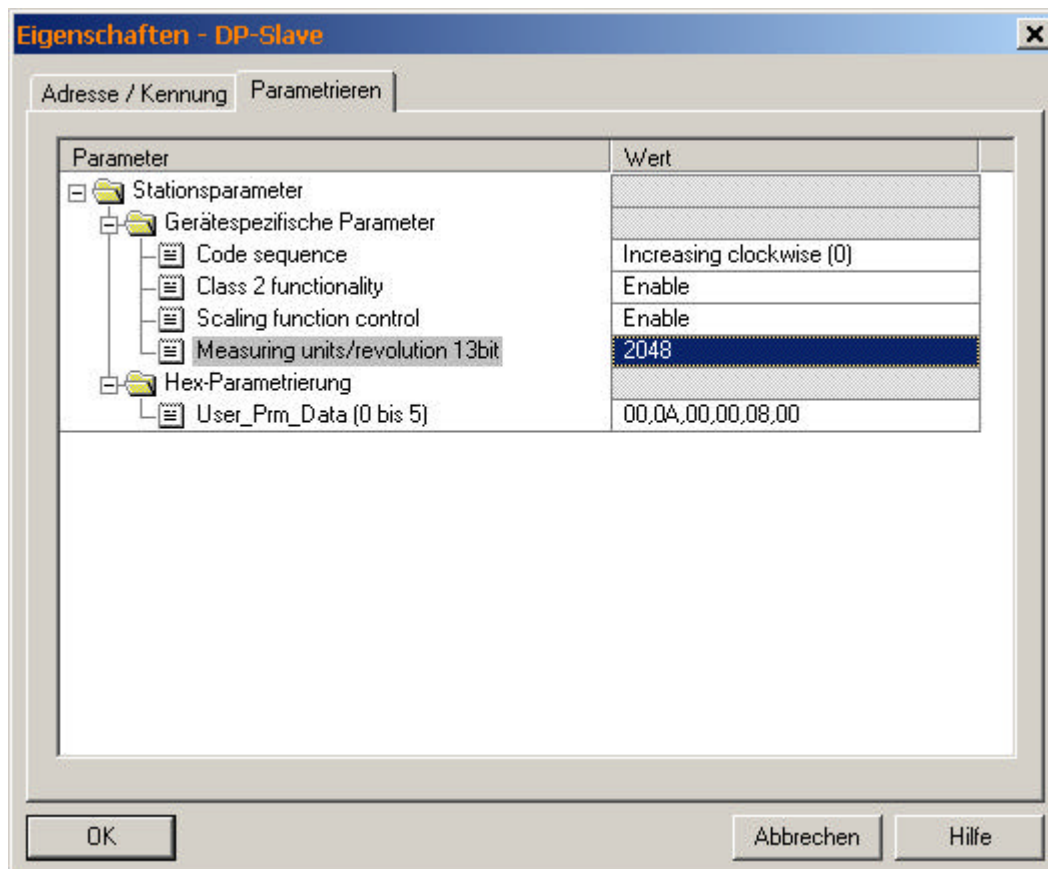 Eigenschaften - DP-Slave
Adresse / Kennung Parametrieren
Parameter Wert
Stationsparameter
Gerätespezifische Parameter
Code sequence Increasing clockwise (0)
Class 2 functionality Enable
Scaling function control Enable
Measuring units/revolution 13bit 2048
Hex-Parametrierung
User_Prm_Data (0 bis 5) 00,0A,00,00,08,00
OK Abbrechen Hilfe